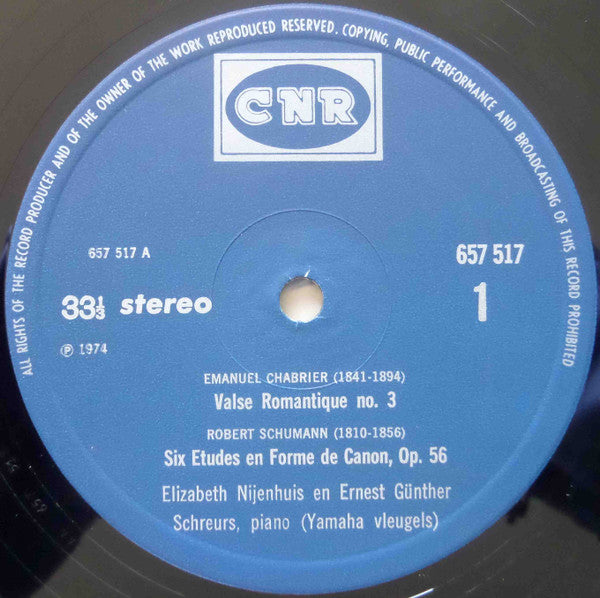 ALL RIGHTS OF THE RECORD PRODUCER AND OF THE OWNER OF THE WORK REPRODUCED RESERVED. COPYING, PUBLIC PERFORMANCE AND BROADCASTING OF THIS RECORD PROHIBITED
CNR
657 517 A
657 517
33⅓ stereo
1
℗ 1974
EMANUEL CHABRIER (1841-1894)
Valse Romantique no. 3
ROBERT SCHUMANN (1810-1856)
Six Etudes en Forme de Canon, Op. 56
Elizabeth Nijenhuis en Ernest Günther
Schreurs, piano (Yamaha vleugels)